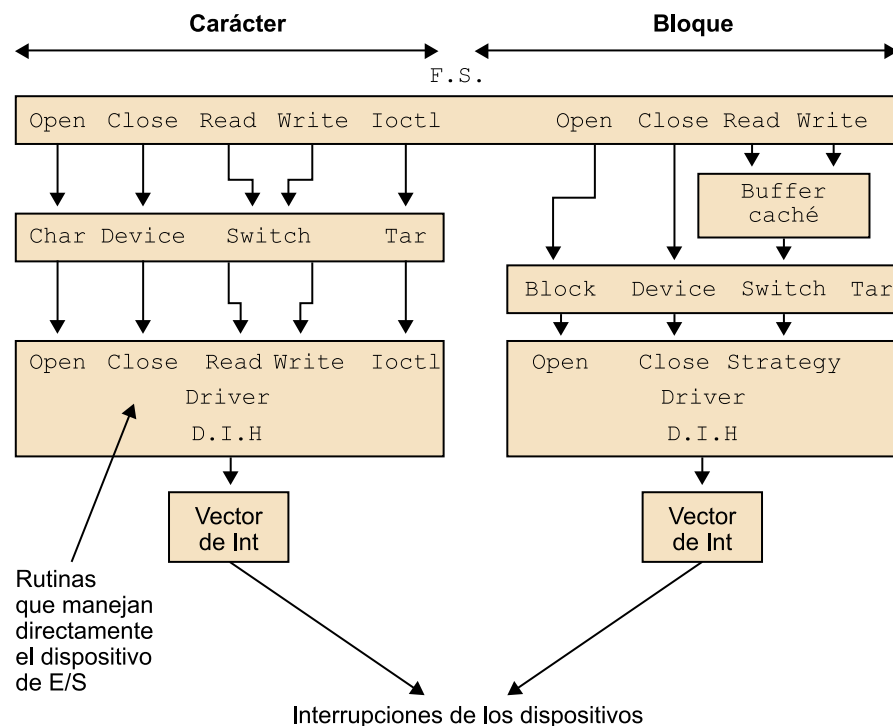 Carácter
Bloque
F.S.
Open Close Read Write Ioctl
Open Close Read Write
Buffer
caché
Char Device Switch Tar
Block Device Switch Tar
Open Close Read Write Ioctl
Driver
D.I.H
Open Close Strategy
Driver
D.I.H
Vector
de Int
Vector
de Int
Rutinas
que manejan
directamente
el dispositivo
de E/S
Interrupciones de los dispositivos